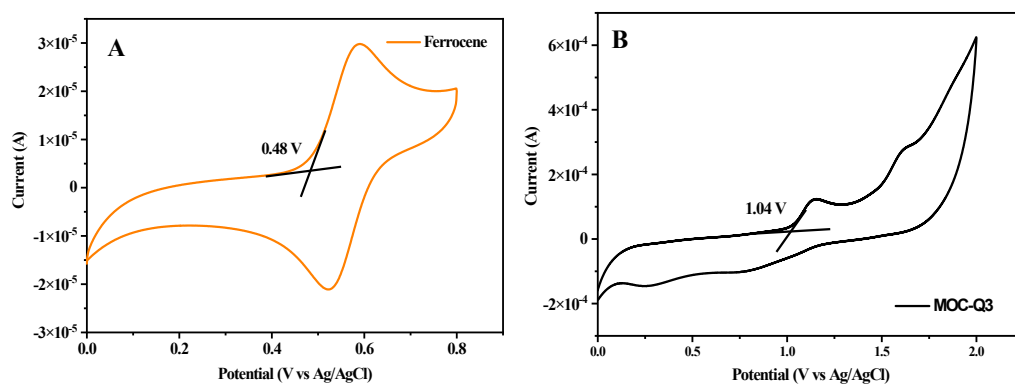 A
Ferrocene
3×10⁻⁵
2×10⁻⁵
1×10⁻⁵
0
-1×10⁻⁵
-2×10⁻⁵
-3×10⁻⁵
0.48 V
Current (A)
0.0 0.2 0.4 0.6 0.8
Potential (V vs Ag/AgCl)
B
6×10⁻⁴
4×10⁻⁴
2×10⁻⁴
0
-2×10⁻⁴
1.04 V
MOC-Q3
Current (A)
0.0 0.5 1.0 1.5 2.0
Potential (V vs Ag/AgCl)